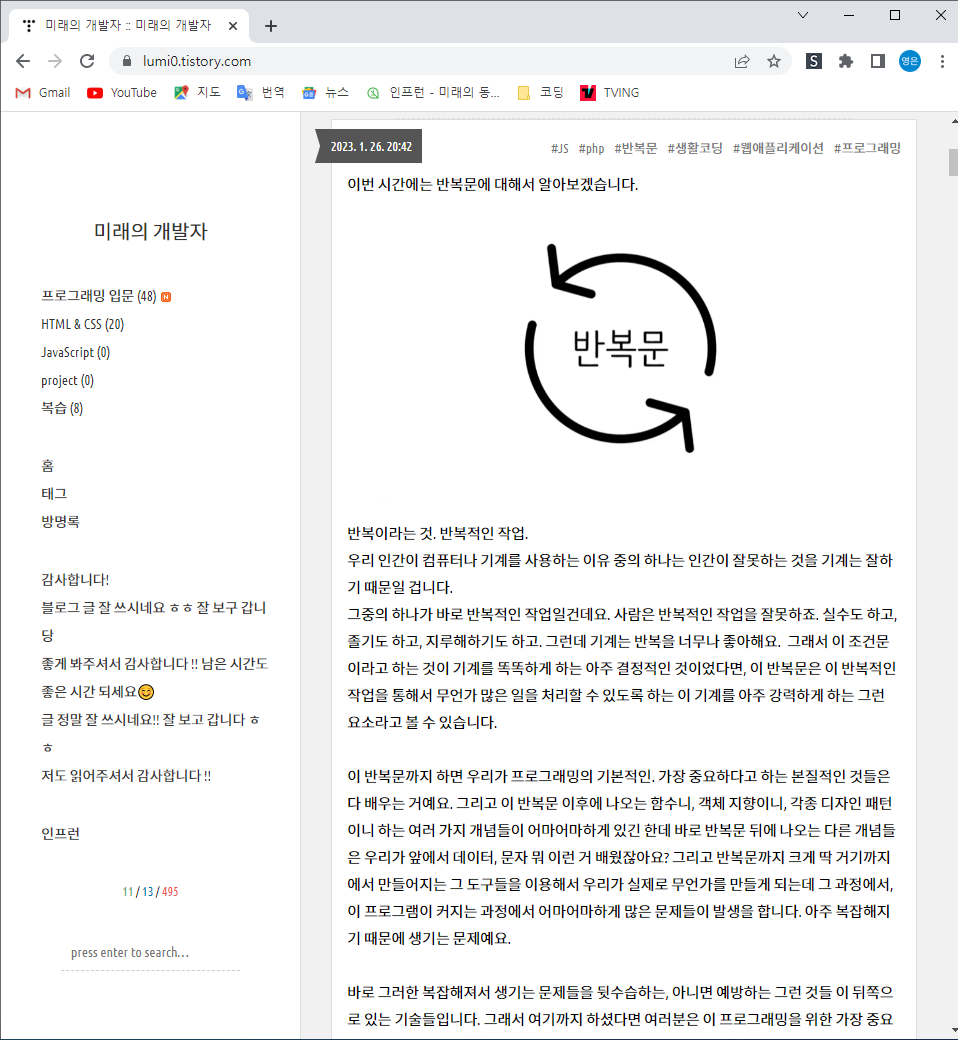 미래의 개발자 :: 미래의 개발자
lumi0.tistory.com
S
영은
Gmail
YouTube
지도
번역
뉴스
인프런 - 미래의 동...
코딩
TVING
미래의 개발자
프로그래밍 입문 (48) N
HTML & CSS (20)
JavaScript (0)
project (0)
복습 (8)
홈
태그
방명록
감사합니다!
블로그 글 잘 쓰시네요 ㅎㅎ 잘 보구 갑니
당
좋게 봐주셔서 감사합니다 !! 남은 시간도
좋은 시간 되세요😊
글 정말 잘 쓰시네요!! 잘 보고 갑니다 ㅎ
ㅎ
저도 읽어주셔서 감사합니다 !!
인프런
11 / 13 / 495
press enter to search...
2023. 1. 26. 20:42
#JS #php #반복문 #생활코딩 #웹애플리케이션 #프로그래밍
이번 시간에는 반복문에 대해서 알아보겠습니다.
반복문
반복이라는 것. 반복적인 작업.
우리 인간이 컴퓨터나 기계를 사용하는 이유 중의 하나는 인간이 잘못하는 것을 기계는 잘하
기 때문일 겁니다.
그중의 하나가 바로 반복적인 작업일건데요. 사람은 반복적인 작업을 잘못하죠. 실수도 하고,
졸기도 하고, 지루해하기도 하고. 그런데 기계는 반복을 너무나 좋아해요. 그래서 이 조건문
이라고 하는 것이 기계를 똑똑하게 하는 아주 결정적인 것이었다면, 이 반복문은 이 반복적인
작업을 통해서 무언가 많은 일을 처리할 수 있도록 하는 이 기계를 아주 강력하게 하는 그런
요소라고 볼 수 있습니다.
이 반복문까지 하면 우리가 프로그래밍의 기본적인. 가장 중요하다고 하는 본질적인 것들은
다 배우는 거예요. 그리고 이 반복문 이후에 나오는 함수니, 객체 지향이니, 각종 디자인 패턴
이니 하는 여러 가지 개념들이 어마어마하게 있긴 한데 바로 반복문 뒤에 나오는 다른 개념들
은 우리가 앞에서 데이터, 문자 뭐 이런 거 배웠잖아요? 그리고 반복문까지 크게 딱 거기까지
에서 만들어지는 그 도구들을 이용해서 우리가 실제로 무언가를 만들게 되는데 그 과정에서,
이 프로그램이 커지는 과정에서 어마어마하게 많은 문제들이 발생을 합니다. 아주 복잡해지
기 때문에 생기는 문제예요.
바로 그러한 복잡해져서 생기는 문제들을 뒷수습하는, 아니면 예방하는 그런 것들 이 뒤쪽으
로 있는 기술들입니다. 그래서 여기까지 하셨다면 여러분은 이 프로그래밍을 위한 가장 중요